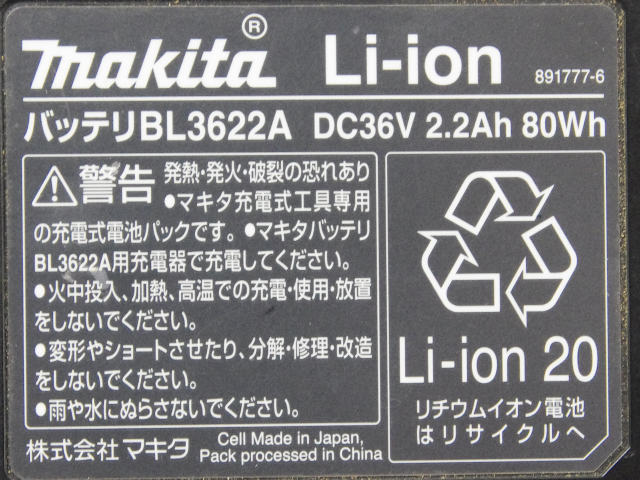 makita® Li-ion 891777-6
バッテリBL3622A DC36V 2.2Ah 80Wh
警告 発熱・発火・破裂の恐れあり
●マキタ充電式工具専用
の充電式電池パックです。●マキタバッテリ
BL3622A用充電器で充電してください。
●火中投入、加熱、高温での充電・使用・放置
をしないでください。
●変形やショートさせたり、分解・修理・改造
をしないでください。
●雨や水にぬらさないでください。
株式会社 マキタ
Cell Made in Japan,
Pack processed in China
Li-ion 20
リチウムイオン電池
はリサイクルへ